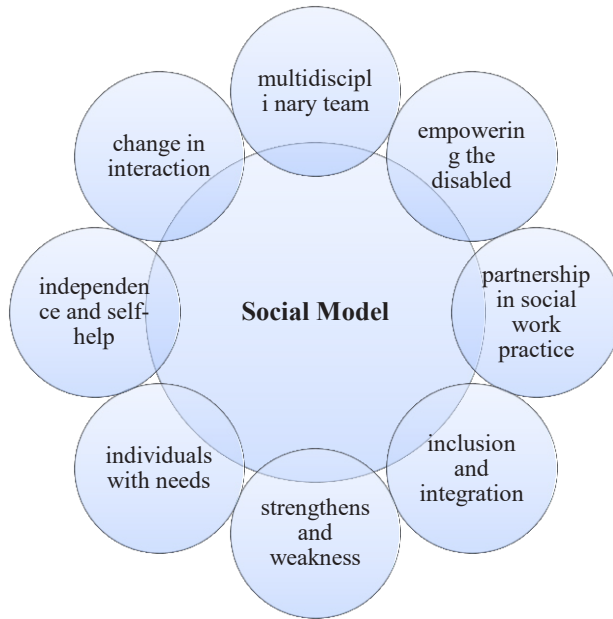 multidiscipl
i nary team
empowerin
g the
disabled
partnership
in social
work
practice
inclusion
and
integration
strengthens
and
weakness
individuals
with needs
independen
ce and self-
help
change in
interaction
Social Model